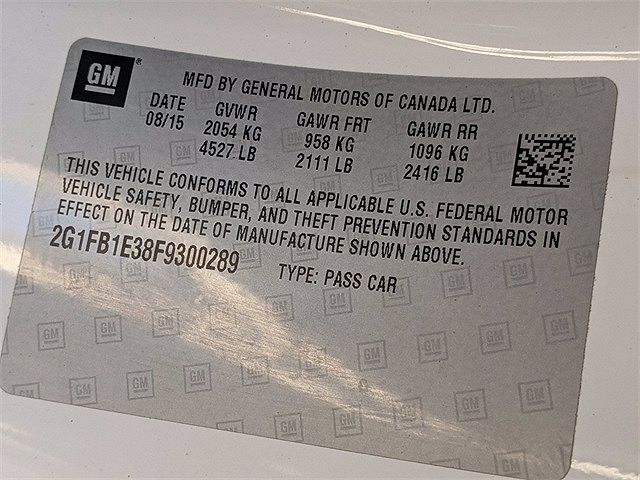 GM ®
MFD BY GENERAL MOTORS OF CANADA LTD.
DATE GVWR GAWR FRT GAWR RR
08/15 2054 KG 958 KG 1096 KG
4527 LB 2111 LB 2416 LB
THIS VEHICLE CONFORMS TO ALL APPLICABLE U.S. FEDERAL MOTOR
VEHICLE SAFETY, BUMPER, AND THEFT PREVENTION STANDARDS IN
EFFECT ON THE DATE OF MANUFACTURE SHOWN ABOVE.
2G1FB1E38F9300289 TYPE: PASS CAR